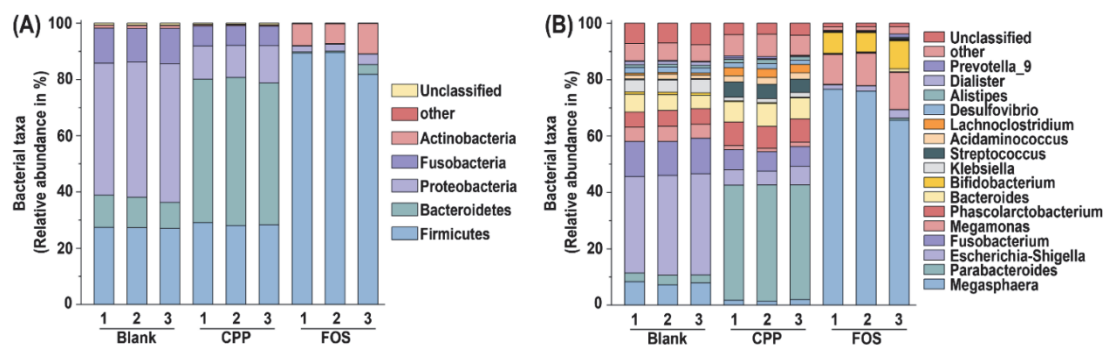 (A)
Bacterial taxa
(Relative abundance in %)
100
80
60
40
20
0
1 2 3 1 2 3 1 2 3
Blank CPP FOS
Unclassified
other
Actinobacteria
Fusobacteria
Proteobacteria
Bacteroidetes
Firmicutes
(B)
Bacterial taxa
(Relative abundance in %)
100
80
60
40
20
0
1 2 3 1 2 3 1 2 3
Blank CPP FOS
Unclassified
other
Prevotella_9
Dialister
Alistipes
Desulfovibrio
Lachnoclostridium
Acidaminococcus
Streptococcus
Klebsiella
Bifidobacterium
Bacteroides
Phascolarctobacterium
Megamonas
Fusobacterium
Escherichia-Shigella
Parabacteroides
Megasphaera